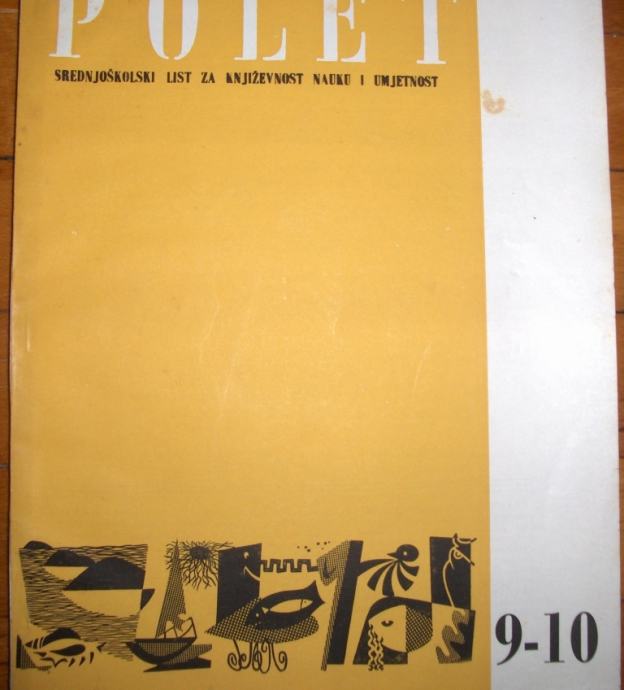 POLET
SREDNJOŠKOLSKI LIST ZA KNJIŽEVNOST NAUKU I UMJETNOST
9-10